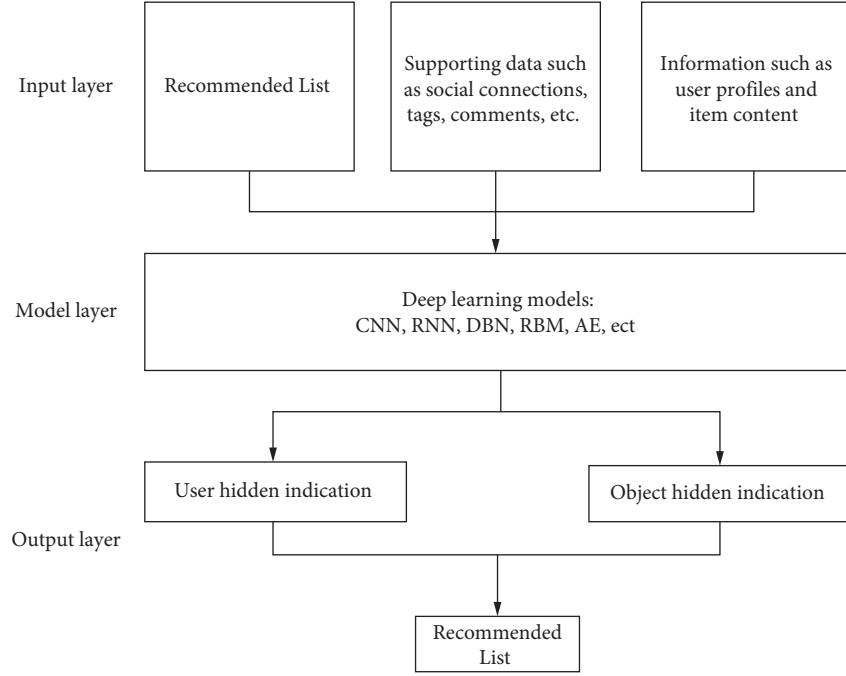 Input layer
Recommended List
Supporting data such
as social connections,
tags, comments, etc.
Information such as
user profiles and
item content
Model layer
Deep learning models:
CNN, RNN, DBN, RBM, AE, ect
Output layer
User hidden indication
Object hidden indication
Recommended
List